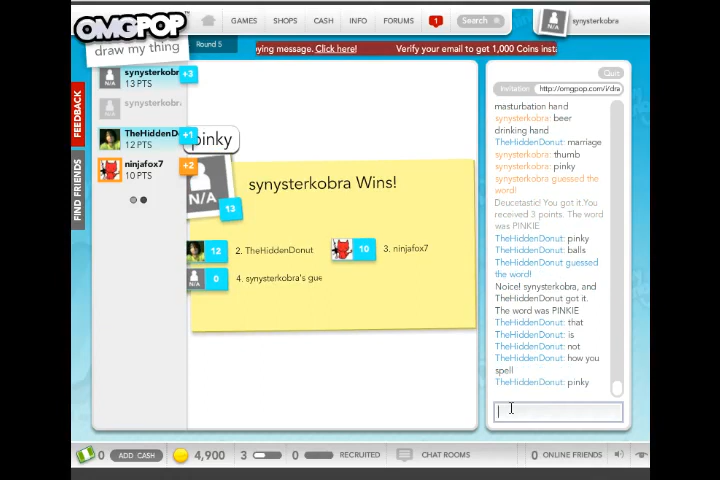 OMGPOP
draw my thing
GAMES SHOPS CASH INFO FORUMS 1 Search synysterkobra
Round 5
ying message. Click here! Verify your email to get 1,000 Coins insta
FEEDBACK
FIND FRIENDS
N/A synysterkobr +3
13 PTS
N/A synysterkobra
TheHiddenD +1
12 PTS
ninjafox7 +2
10 PTS
pinky
N/A
13
synysterkobra Wins!
12 2. TheHiddenDonut
10 3. ninjafox7
N/A 0 4. synysterkobra's gue
Quit
Invitation http://omgpop.com/i/dra
masturbation hand
synysterkobra: beer
drinking hand
TheHiddenDonut: marriage
synysterkobra: thumb
synysterkobra: pinky
synysterkobra guessed the
word!
Deucetastic! You got it.You
received 3 points. The word
was PINKIE
TheHiddenDonut: pinky
TheHiddenDonut: balls
TheHiddenDonut guessed
the word!
Noice! synysterkobra, and
TheHiddenDonut got it.
The word was PINKIE
TheHiddenDonut: that
TheHiddenDonut: is
TheHiddenDonut: not
TheHiddenDonut: how you
spell
TheHiddenDonut: pinky
0 ADD CASH 4,900 3 0 RECRUITED CHAT ROOMS 0 ONLINE FRIENDS